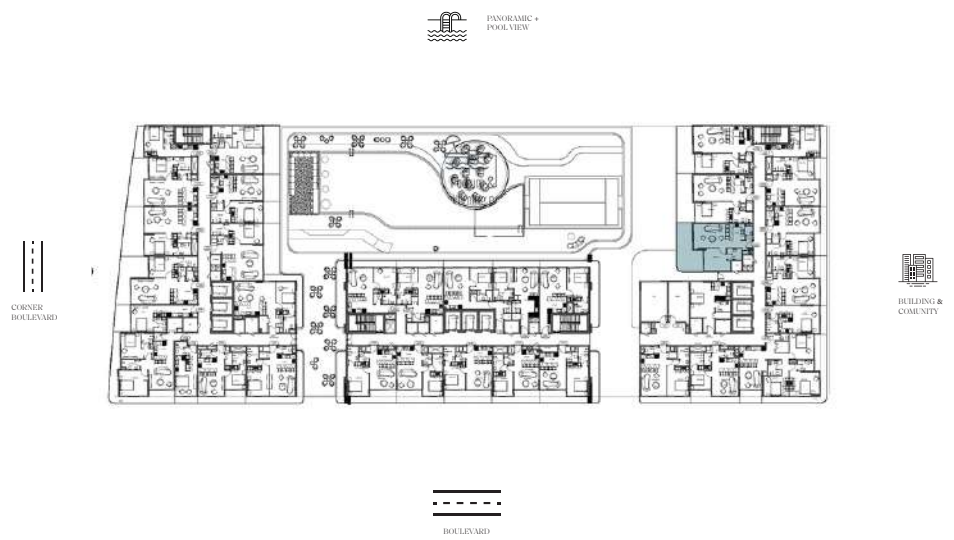 PANORAMIC +
POOL VIEW
CORNER
BOULEVARD
BUILDING &
COMUNITY
BOULEVARD